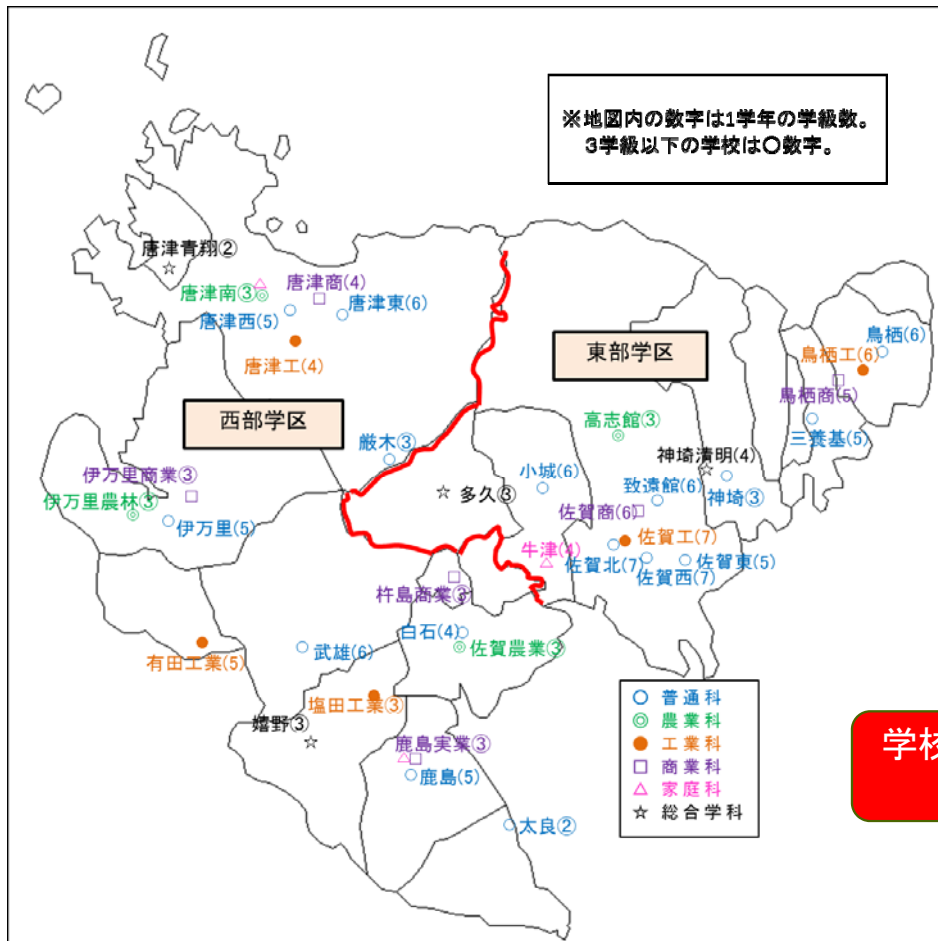 ※地図内の数字は1学年の学級数。
3学級以下の学校は〇数字。
唐津青翔②
唐津商(4)
唐津南③
唐津東(6)
唐津西(5)
唐津工(4)
東部学区
鳥栖(6)
鳥栖工(6)
鳥栖商(5)
西部学区
高志館③
三養基(5)
厳木③
神埼清明(4)
伊万里商業③
小城(6)
致遠館(6)
神埼③
多久③
伊万里農林③
佐賀商(6)
伊万里(5)
佐賀工(7)
牛津(4)
佐賀北(7)
佐賀東(5)
佐賀西(7)
杵島商業③
白石(4)
佐賀農業③
有田工業(5)
武雄(6)
塩田工業③
嬉野③
鹿島実業③
鹿島(5)
太良②
普通科
農業科
工業科
商業科
家庭科
総合学科
学校